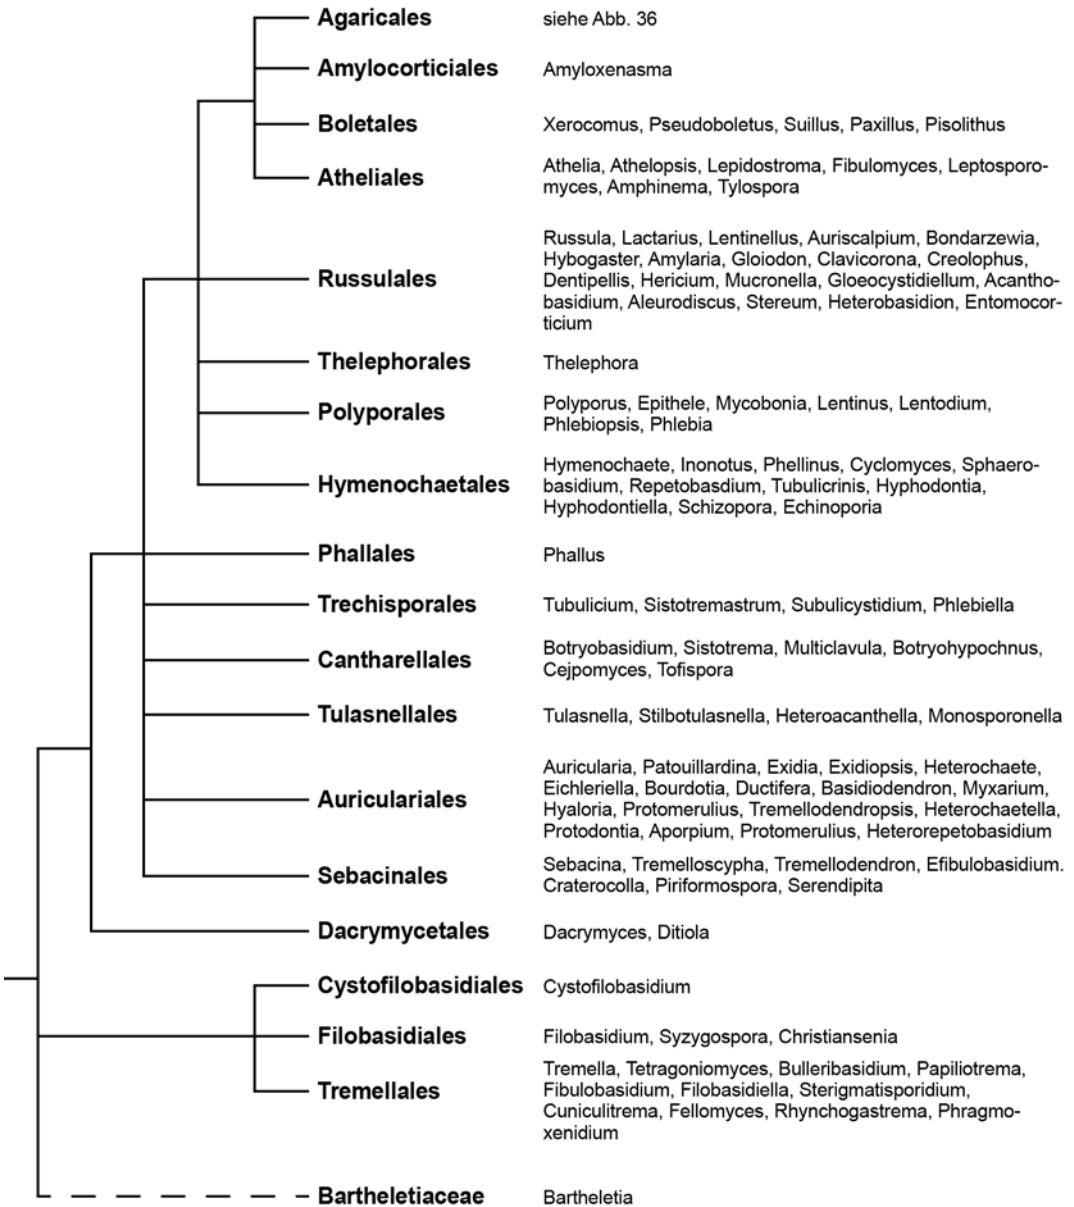 Agaricales siehe Abb. 36
Amylocorticiales Amyloxenasma
Boletales Xerocomus, Pseudoboletus, Suillus, Paxillus, Pisolithus
Atheliales Athelia, Athelopsis, Lepidostroma, Fibulomyces, Leptosporo-
myces, Amphinema, Tylospora
Russulales Russula, Lactarius, Lentinellus, Auriscalpium, Bondarzewia,
Hybogaster, Amylaria, Gloiodon, Clavicorona, Creolophus,
Dentipellis, Hericium, Mucronella, Gloeocystidiellum, Acantho-
basidium, Aleurodiscus, Stereum, Heterobasidion, Entomocor-
ticium
Thelephorales Thelephora
Polyporales Polyporus, Epithele, Mycobonia, Lentinus, Lentodium,
Phlebiopsis, Phlebia
Hymenochaetales Hymenochaete, Inonotus, Phellinus, Cyclomyces, Sphaero-
basidium, Repetobasdium, Tubulicrinis, Hyphodontia,
Hyphodontiella, Schizopora, Echinoporia
Phallales Phallus
Trechisporales Tubulicium, Sistotremastrum, Subulicystidium, Phlebiella
Cantharellales Botryobasidium, Sistotrema, Multiclavula, Botryohypochnus,
Cejpomyces, Tofispora
Tulasnellales Tulasnella, Stilbotulasnella, Heteroacanthella, Monosporonella
Auriculariales Auricularia, Patouillardina, Exidia, Exidiopsis, Heterochaete,
Eichleriella, Bourdotia, Ductifera, Basidiodendron, Myxarium,
Hyaloria, Protomerulius, Tremellodendropsis, Heterochaetella,
Protodontia, Aporpium, Protomerulius, Heterorepetobasidium
Sebacinales Sebacina, Tremelloscypha, Tremellodendron, Efibulobasidium.
Craterocolla, Piriformospora, Serendipita
Dacrymycetales Dacrymyces, Ditiola
Cystofilobasidiales Cystofilobasidium
Filobasidiales Filobasidium, Syzygospora, Christiansenia
Tremellales Tremella, Tetragoniomyces, Bulleribasidium, Papiliotrema,
Fibulobasidium, Filobasidiella, Sterigmatisporidium,
Cuniculitrema, Fellomyces, Rhynchogastrema, Phragmo-
xenidium
Bartheletiaceae Bartheletia